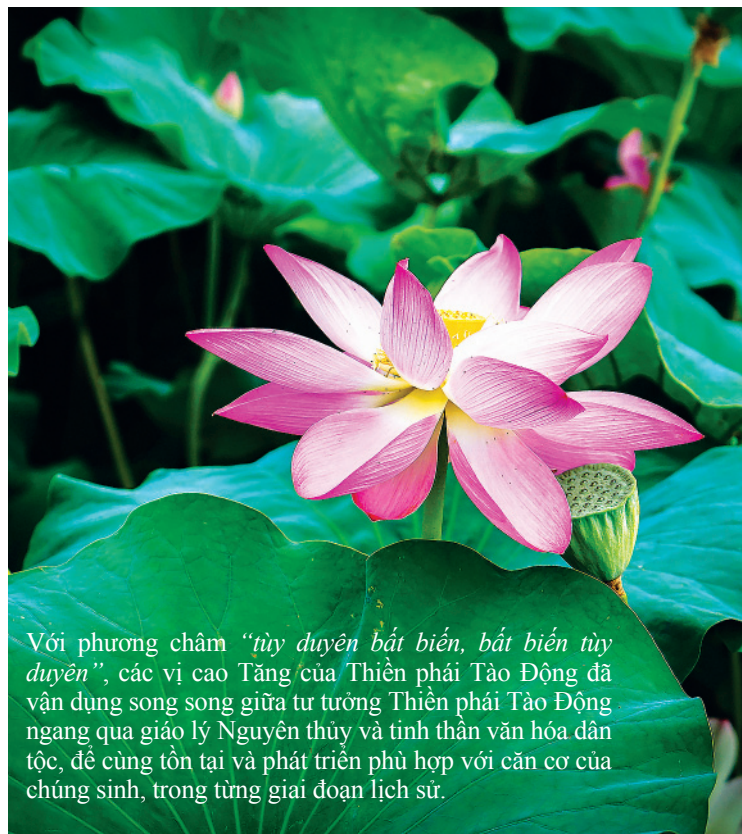 Với phương châm “tùy duyên bất biến, bất biến tùy
duyên”, các vị cao Tăng của Thiền phái Tào Động đã
vận dụng song song giữa tư tưởng Thiền phái Tào Động
ngang qua giáo lý Nguyên thủy và tinh thần văn hóa dân
tộc, để cùng tồn tại và phát triển phù hợp với căn cơ của
chúng sinh, trong từng giai đoạn lịch sử.